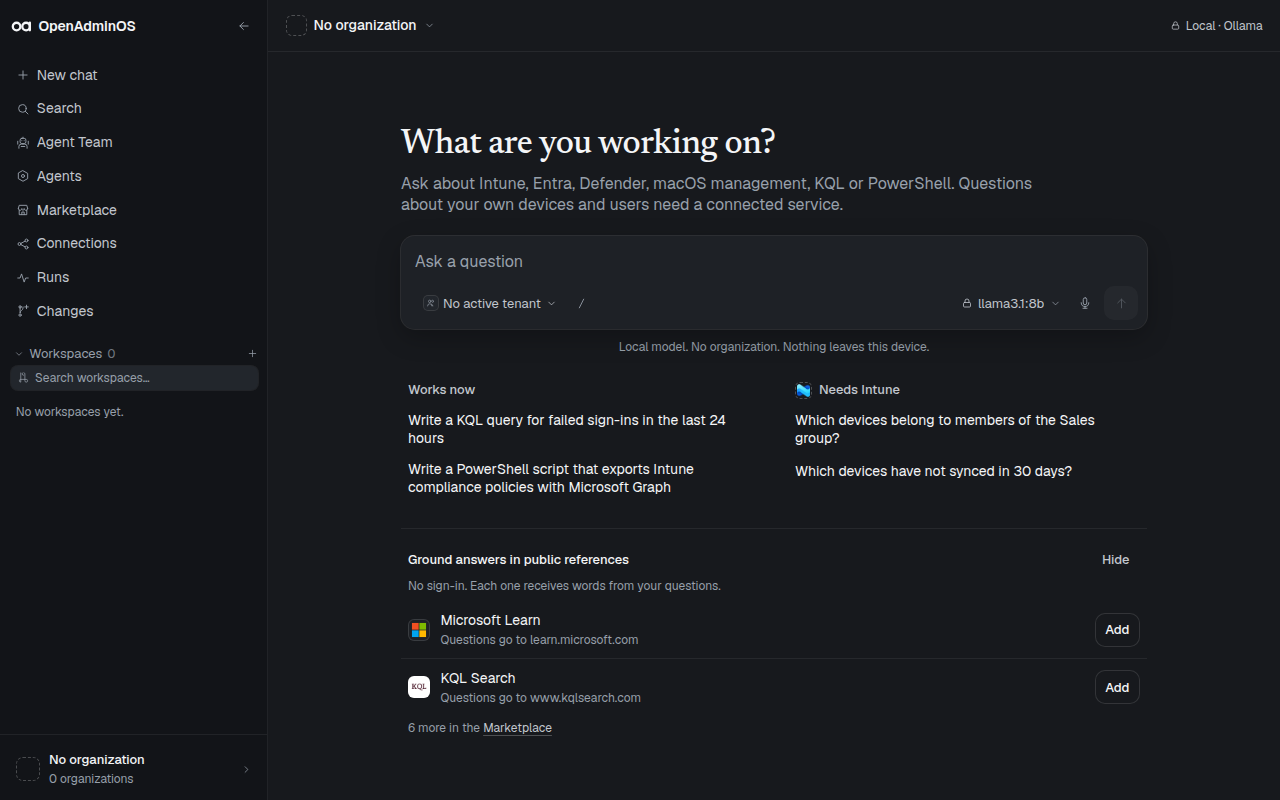 OpenAdminOS
New chat
Search
Agent Team
Agents
Marketplace
Connections
Runs
Changes
Workspaces 0
Search workspaces...
No workspaces yet.
No organization
0 organizations
No organization
Local · Ollama
What are you working on?
Ask about Intune, Entra, Defender, macOS management, KQL or PowerShell. Questions
about your own devices and users need a connected service.
Ask a question
No active tenant
/
llama3.1:8b
Local model. No organization. Nothing leaves this device.
Works now
Write a KQL query for failed sign-ins in the last 24
hours
Write a PowerShell script that exports Intune
compliance policies with Microsoft Graph
Needs Intune
Which devices belong to members of the Sales
group?
Which devices have not synced in 30 days?
Ground answers in public references
Hide
No sign-in. Each one receives words from your questions.
Microsoft Learn
Questions go to learn.microsoft.com
Add
KQL
KQL Search
Questions go to www.kqlsearch.com
Add
6 more in the Marketplace